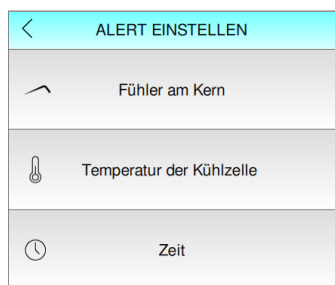 ALERT EINSTELLEN
Fühler am Kern
Temperatur der Kühlzelle
Zeit